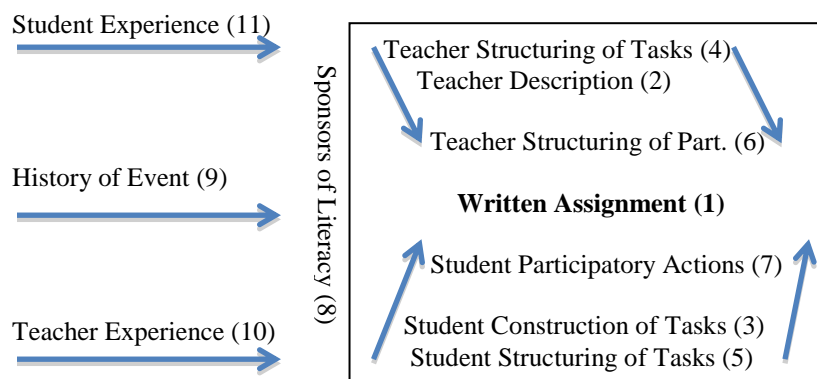 Student Experience (11)
History of Event (9)
Teacher Experience (10)
Sponsors of Literacy (8)
Teacher Structuring of Tasks (4)
Teacher Description (2)
Teacher Structuring of Part. (6)
Written Assignment (1)
Student Participatory Actions (7)
Student Construction of Tasks (3)
Student Structuring of Tasks (5)